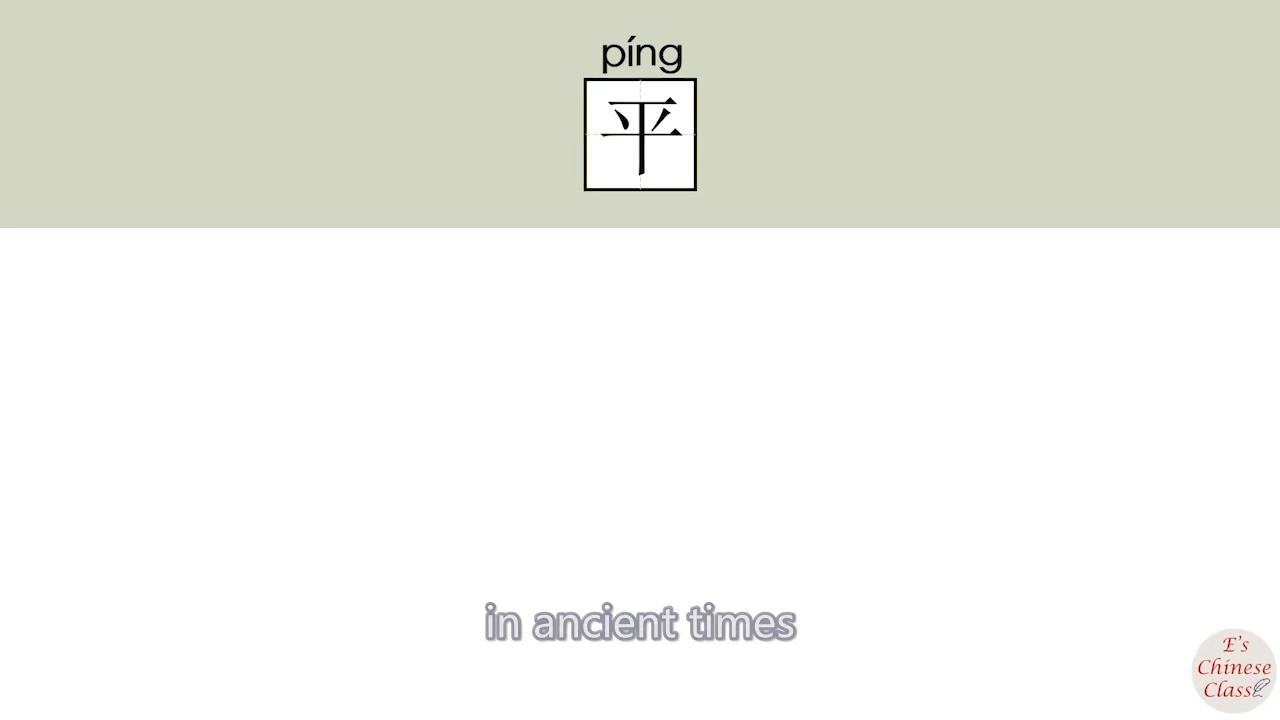 píng
平
in ancient times
E's
Chinese
Class